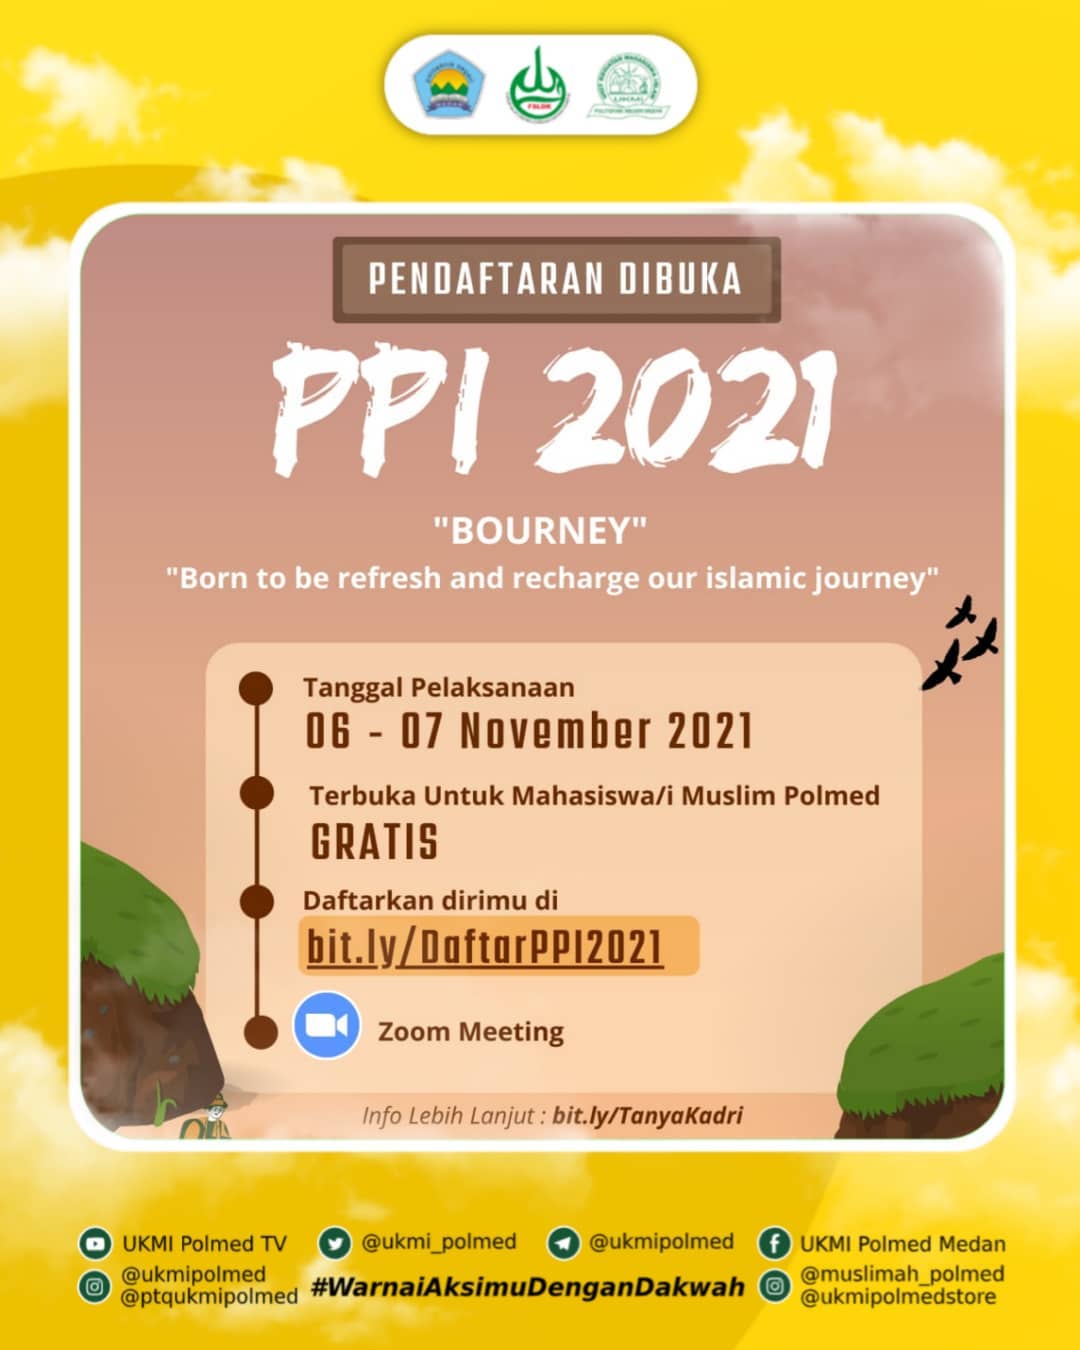 FSLDK
PENDAFTARAN DIBUKA
PPI 2021
"BOURNEY"
"Born to be refresh and recharge our islamic journey"
Tanggal Pelaksanaan
06 - 07 November 2021
Terbuka Untuk Mahasiswa/i Muslim Polmed
GRATIS
Daftarkan dirimu di
bit.ly/DaftarPPI2021
Zoom Meeting
Info Lebih Lanjut : bit.ly/TanyaKadri
UKMI Polmed TV
@ukmi_polmed
@ukmipolmed
UKMI Polmed Medan
@ukmipolmed
@ptqukmipolmed
#WarnaiAksimuDenganDakwah
@muslimah_polmed
@ukmipolmedstore